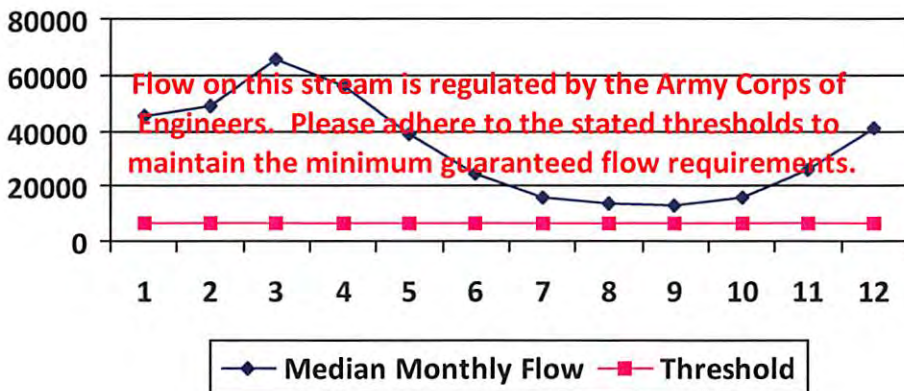 80000
60000
40000
20000
0
Flow on this stream is regulated by the Army Corps of
Engineers. Please adhere to the stated thresholds to
maintain the minimum guaranteed flow requirements.
1 2 3 4 5 6 7 8 9 10 11 12
Median Monthly Flow Threshold